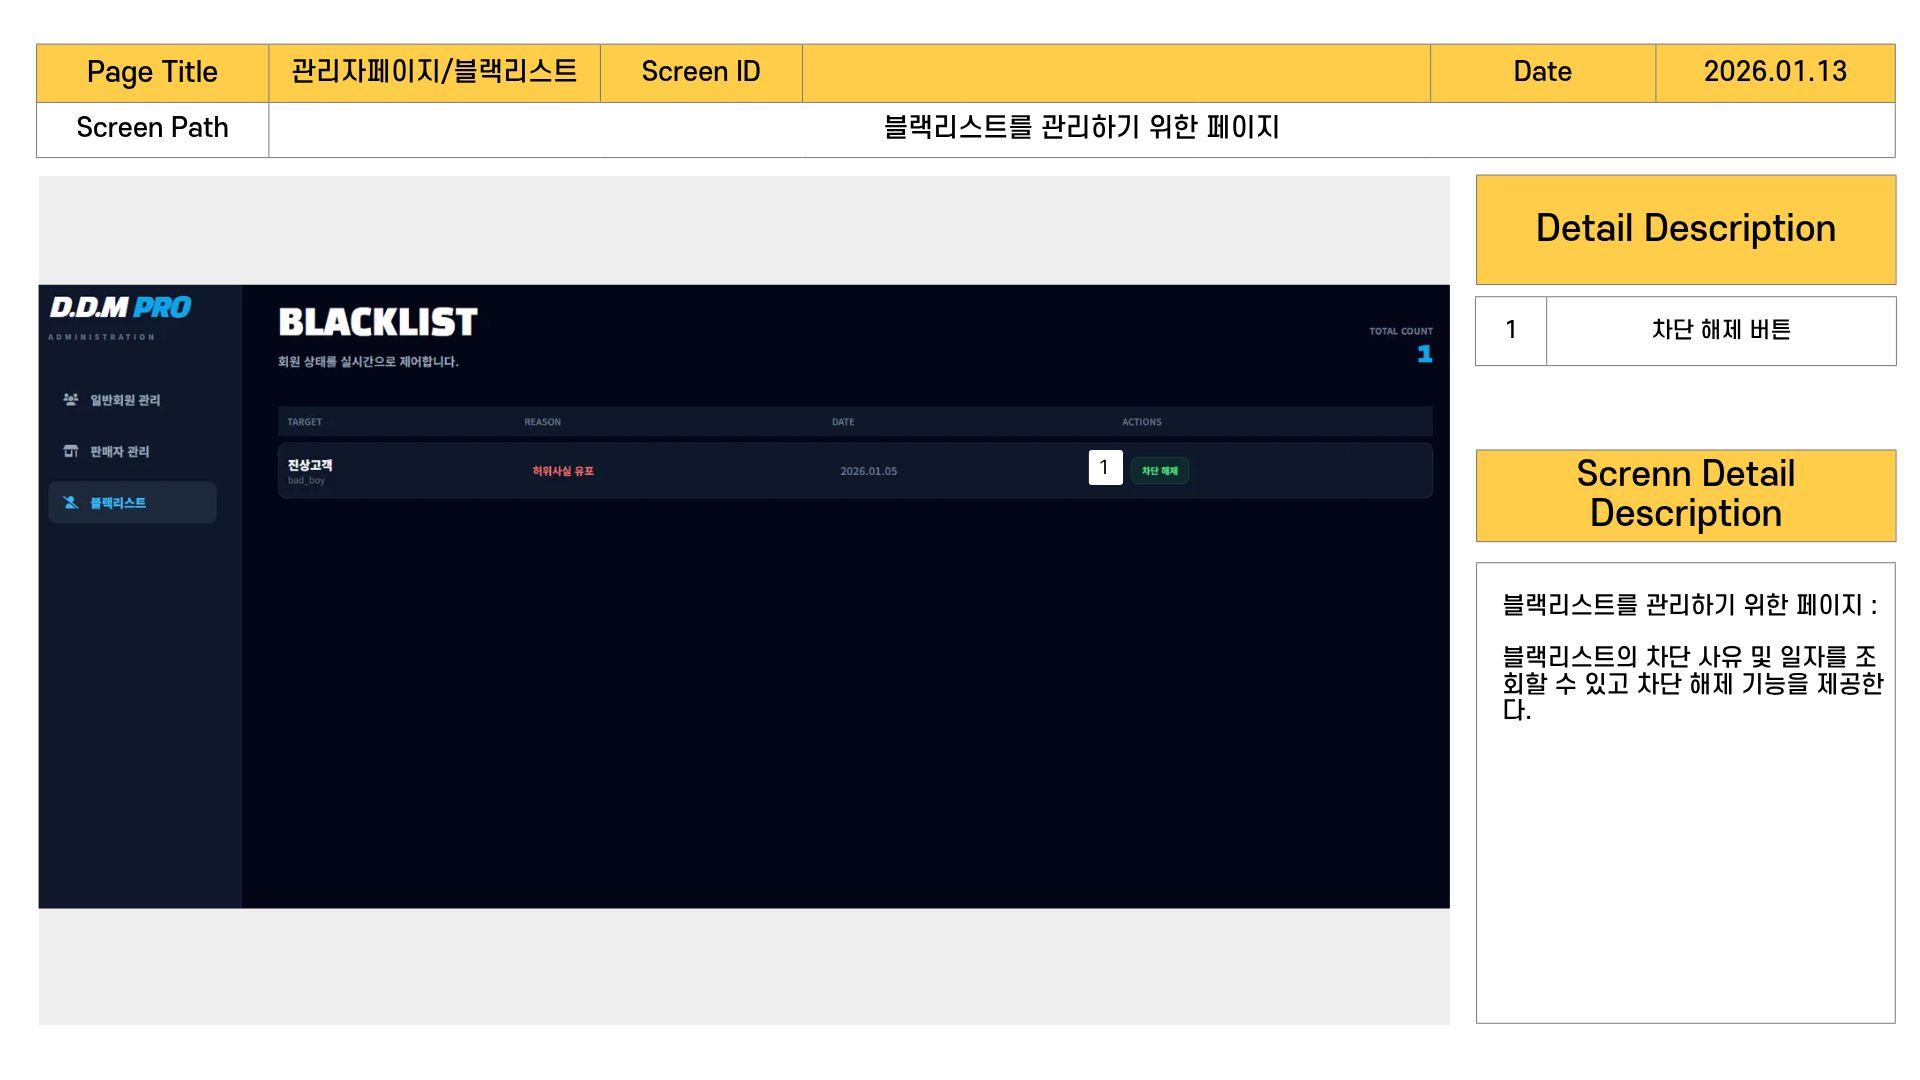 Page Title
관리자페이지/블랙리스트
Screen ID
Date
2026.01.13
Screen Path
블랙리스트를 관리하기 위한 페이지
D.D.M PRO
ADMINISTRATION
일반회원 관리
판매자 관리
블랙리스트
BLACKLIST
회원 상태를 실시간으로 제어합니다.
TOTAL COUNT
1
TARGET
REASON
DATE
ACTIONS
진상고객
bad_boy
허위사실 유포
2026.01.05
1
차단 해제
Detail Description
1
차단 해제 버튼
Screnn Detail
Description
블랙리스트를 관리하기 위한 페이지 :
블랙리스트의 차단 사유 및 일자를 조
회할 수 있고 차단 해제 기능을 제공한
다.